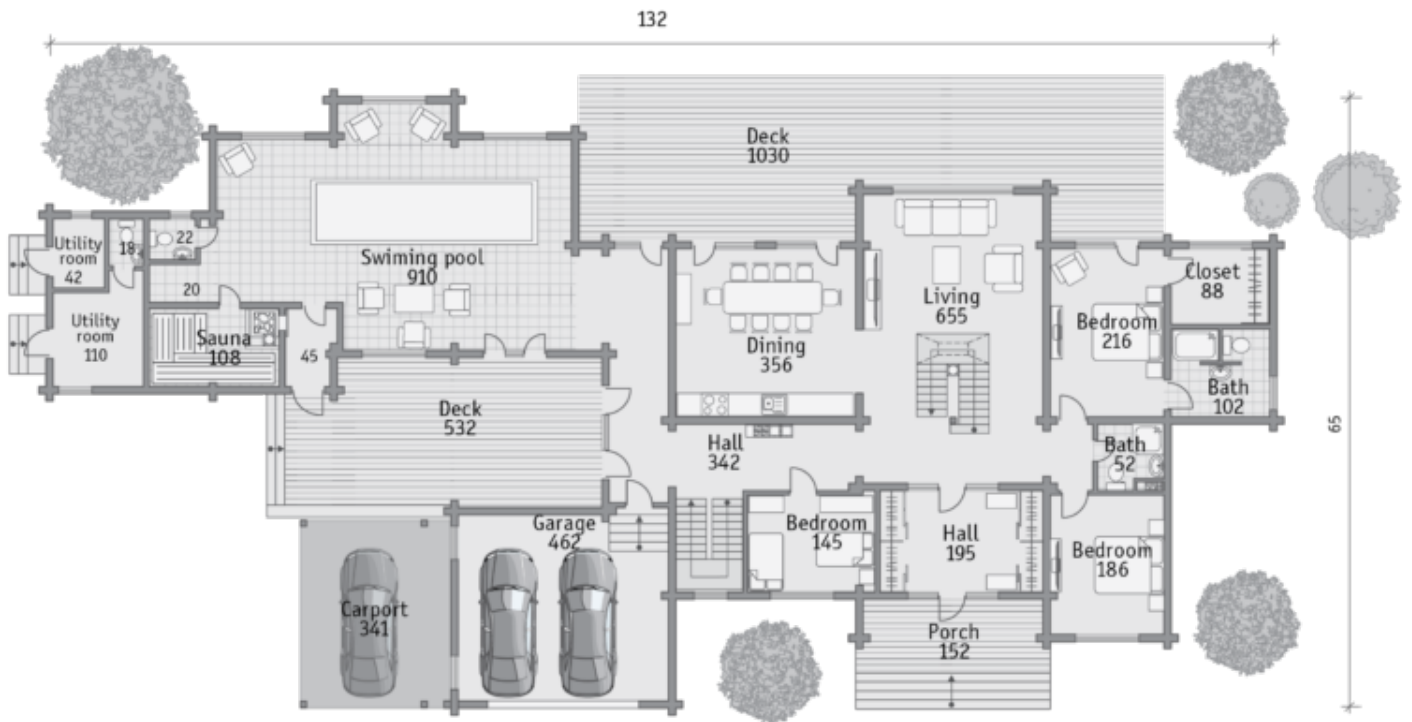 132
Deck
1030
22
18
Utility
room
42
Swiming pool
910
Closet
88
20
Living
655
Utility
room
110
Sauna
108
45
Dining
356
Bedroom
216
Bath
102
Deck
532
65
Hall
342
Bath
52
Garage
462
Bedroom
145
Hall
195
Bedroom
186
Carport
341
Porch
152